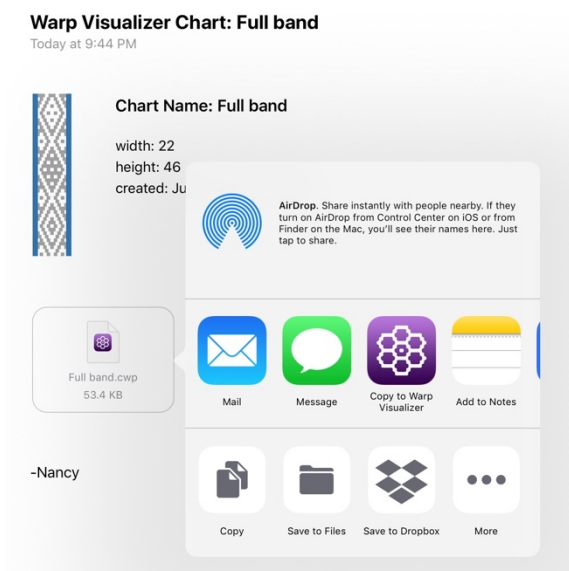 Warp Visualizer Chart: Full band
Today at 9:44 PM
Chart Name: Full band
width: 22
height: 46
created: Ju
AirDrop. Share instantly with people nearby. If they
turn on AirDrop from Control Center on iOS or from
Finder on the Mac, you'll see their names here. Just
tap to share.
Full band.cwp
53.4 KB
Mail
Message
Copy to Warp
Visualizer
Add to Notes
-Nancy
Copy
Save to Files
Save to Dropbox
More